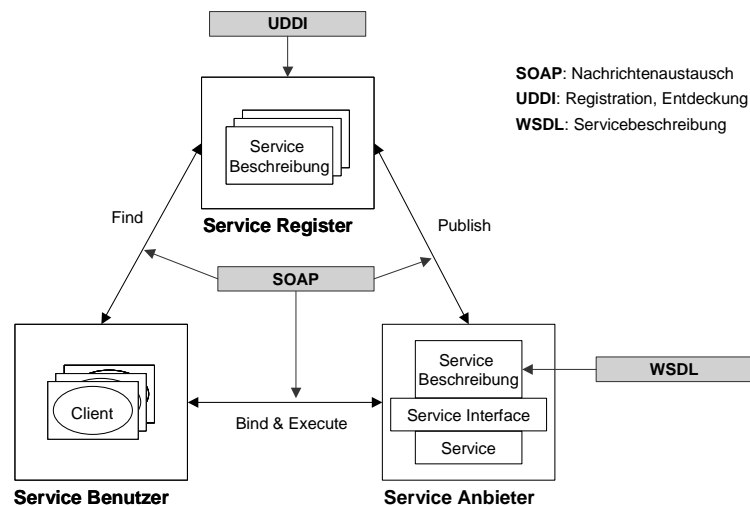 UDDI
SOAP: Nachrichtenaustausch
UDDI: Registration, Entdeckung
WSDL: Servicebeschreibung
Service
Beschreibung
Service Register
Find
Publish
SOAP
Client
Bind & Execute
Service
Beschreibung
Service Interface
Service
WSDL
Service Benutzer
Service Anbieter